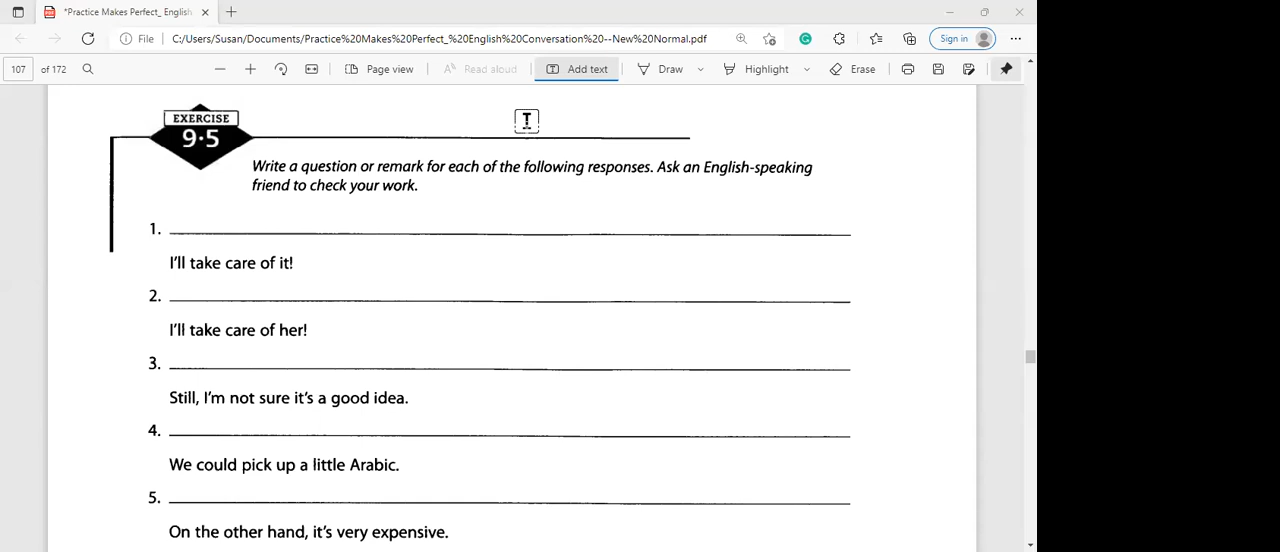 *Practice Makes Perfect_ English
File
C:/Users/Susan/Documents/Practice%20Makes%20Perfect_%20English%20Conversation%20--New%20Normal.pdf
Sign in
107 of 172
Page view
Read aloud
Add text
Draw
Highlight
Erase
EXERCISE
9·5
Write a question or remark for each of the following responses. Ask an English-speaking
friend to check your work.
1.
I'll take care of it!
2.
I'll take care of her!
3.
Still, I'm not sure it's a good idea.
4.
We could pick up a little Arabic.
5.
On the other hand, it's very expensive.